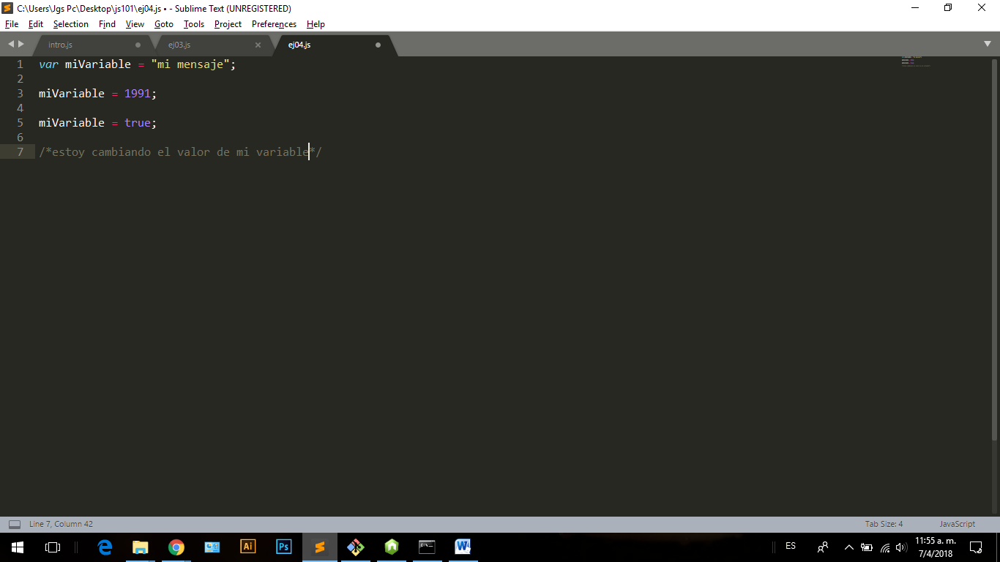 C:\Users\Jgs Pc\Desktop\js101\ej04.js • - Sublime Text (UNREGISTERED)
File Edit Selection Find View Goto Tools Project Preferences Help
intro.js ej03.js ej04.js
1 var miVariable = "mi mensaje";
2
3 miVariable = 1991;
4
5 miVariable = true;
6
7 /*estoy cambiando el valor de mi variable*/
Line 7, Column 42 Tab Size: 4 JavaScript
Ai Ps W ES 11:55 a. m.
7/4/2018